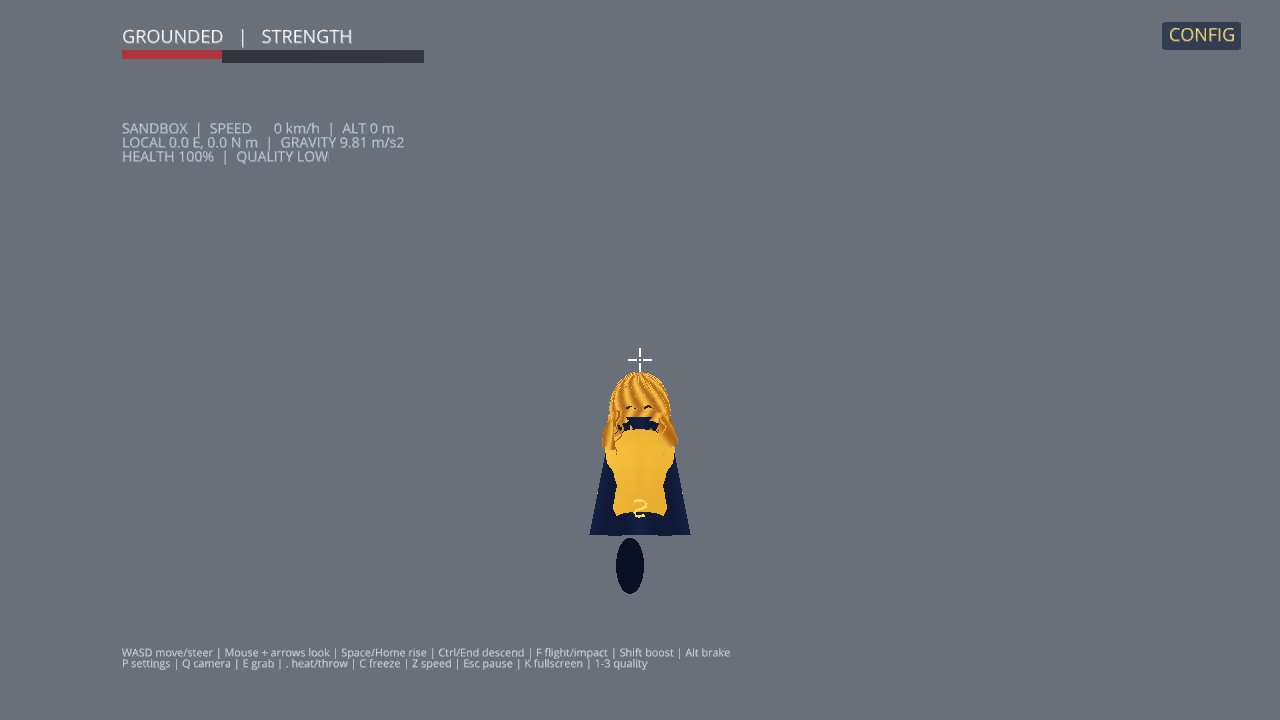 GROUNDED | STRENGTH
CONFIG
SANDBOX | SPEED 0 km/h | ALT 0 m
LOCAL 0.0 E, 0.0 N m | GRAVITY 9.81 m/s2
HEALTH 100% | QUALITY LOW
WASD move/steer | Mouse + arrows look | Space/Home rise | Ctrl/End descend | F flight/impact | Shift boost | Alt brake
P settings | Q camera | E grab | . heat/throw | C freeze | Z speed | Esc pause | K fullscreen | 1-3 quality